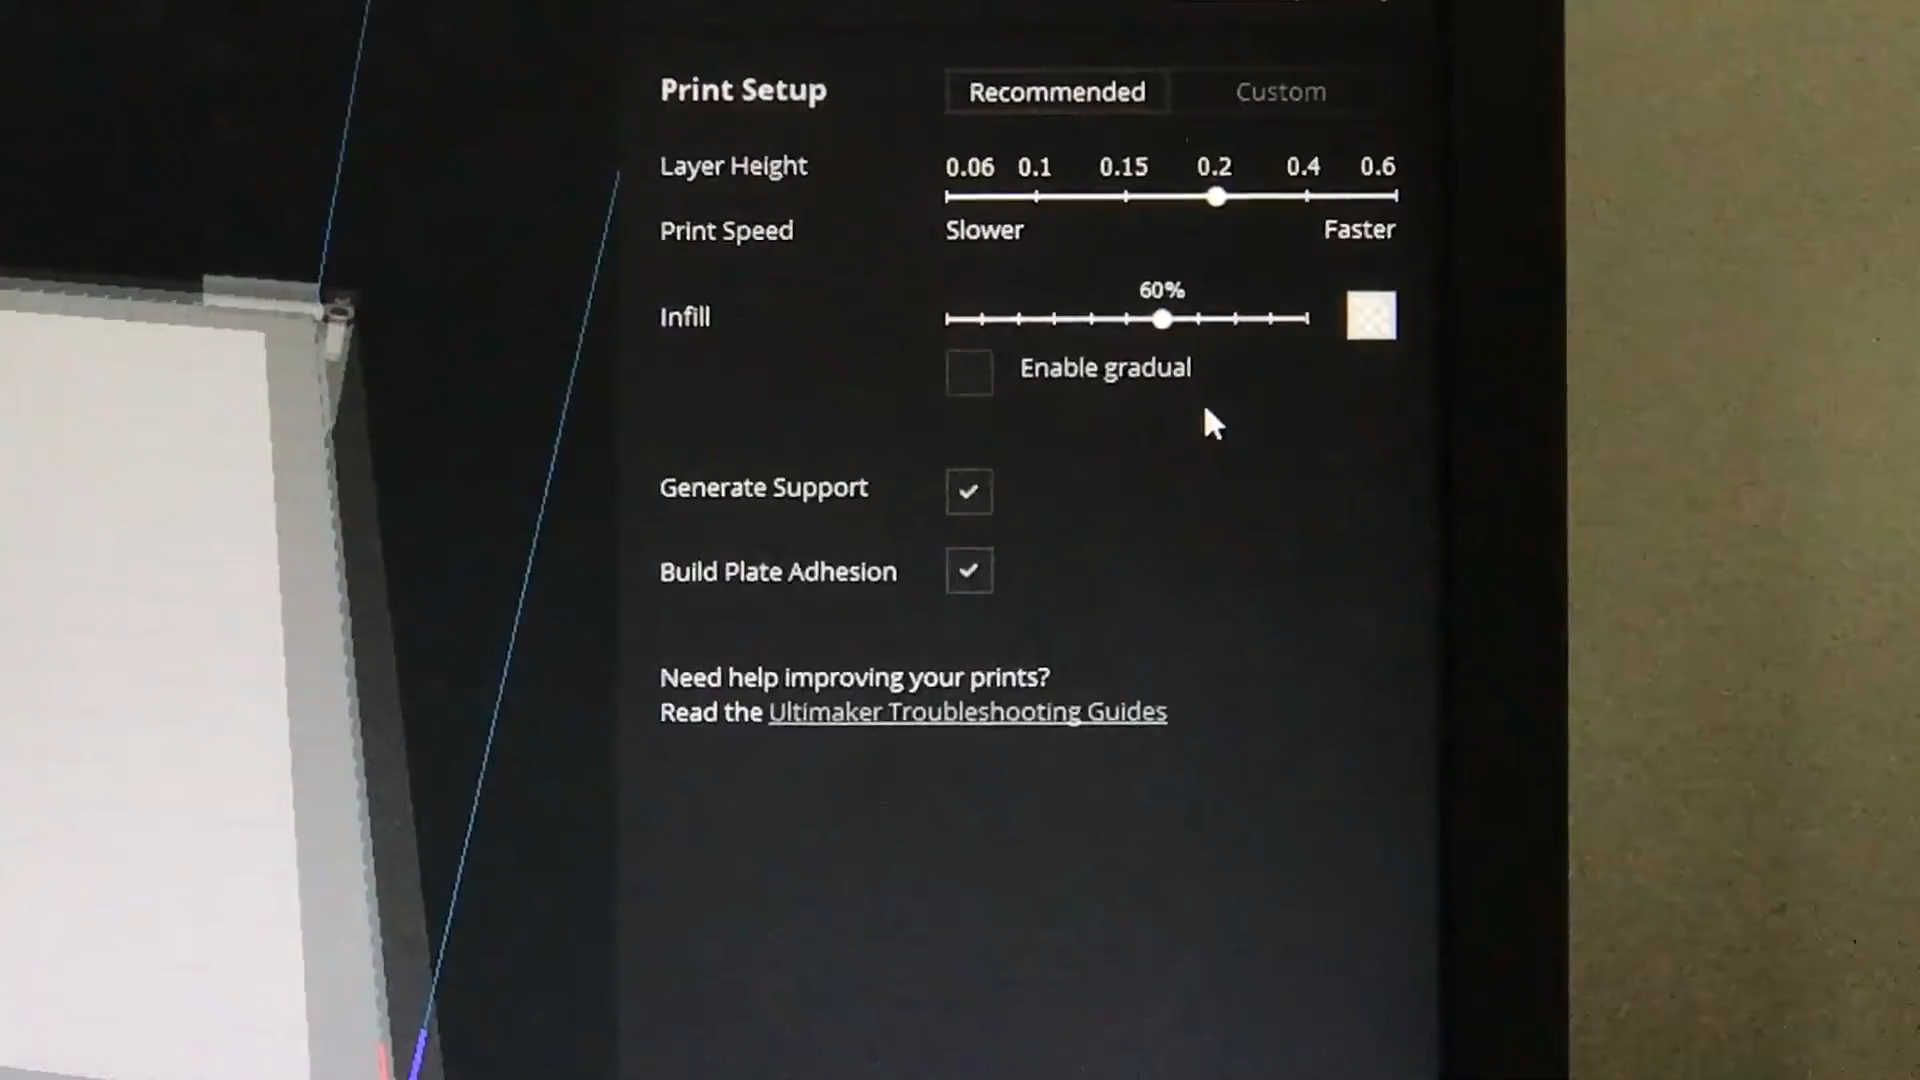 Print Setup Recommended Custom
Layer Height 0.06 0.1 0.15 0.2 0.4 0.6
Print Speed Slower Faster
60%
Infill
Enable gradual
Generate Support
Build Plate Adhesion
Need help improving your prints?
Read the Ultimaker Troubleshooting Guides